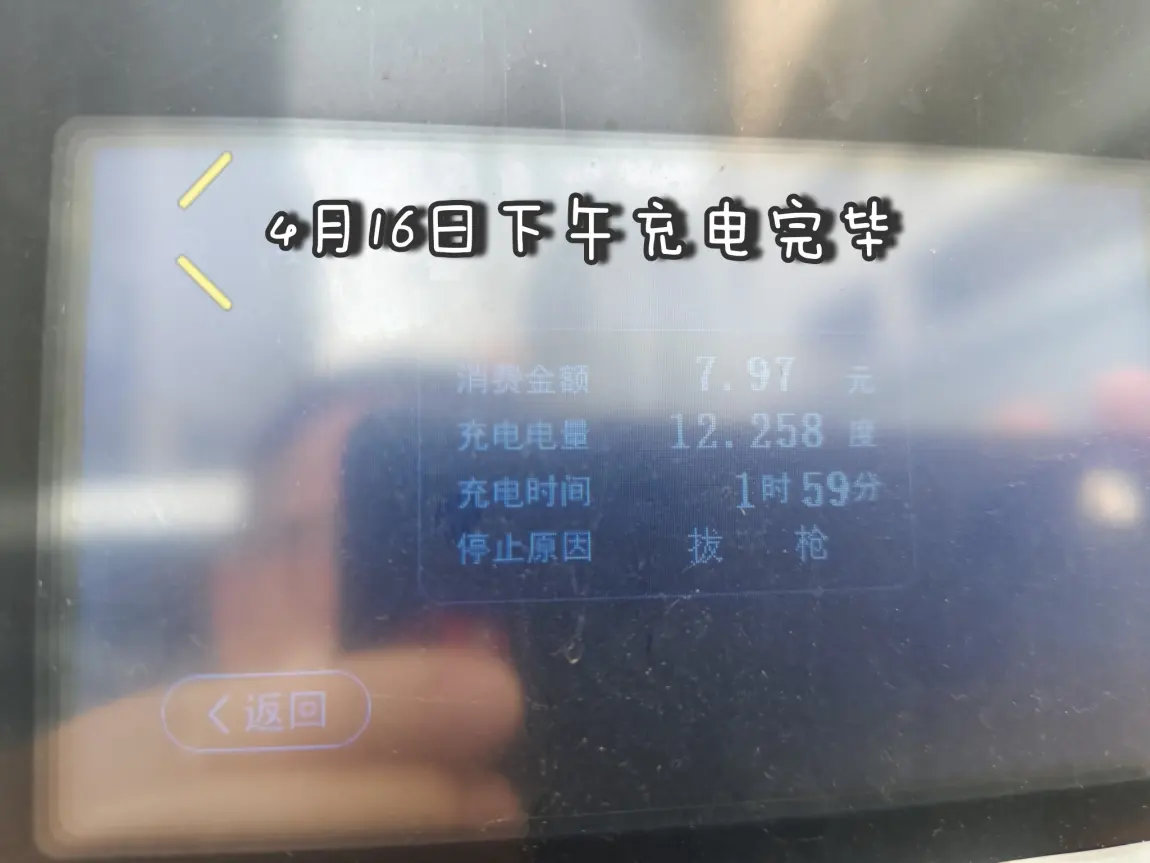 4月16日下午充电完毕
消费金额 7.97 元
充电电量 12.258 度
充电时间 1时59分
停止原因 拔 枪
く返回